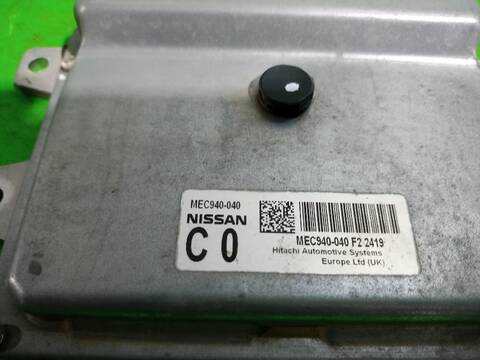 MEC940-040
NISSAN
C 0
MEC940-040 F2 2419
Hitachi Automotive Systems
Europe Ltd (UK)